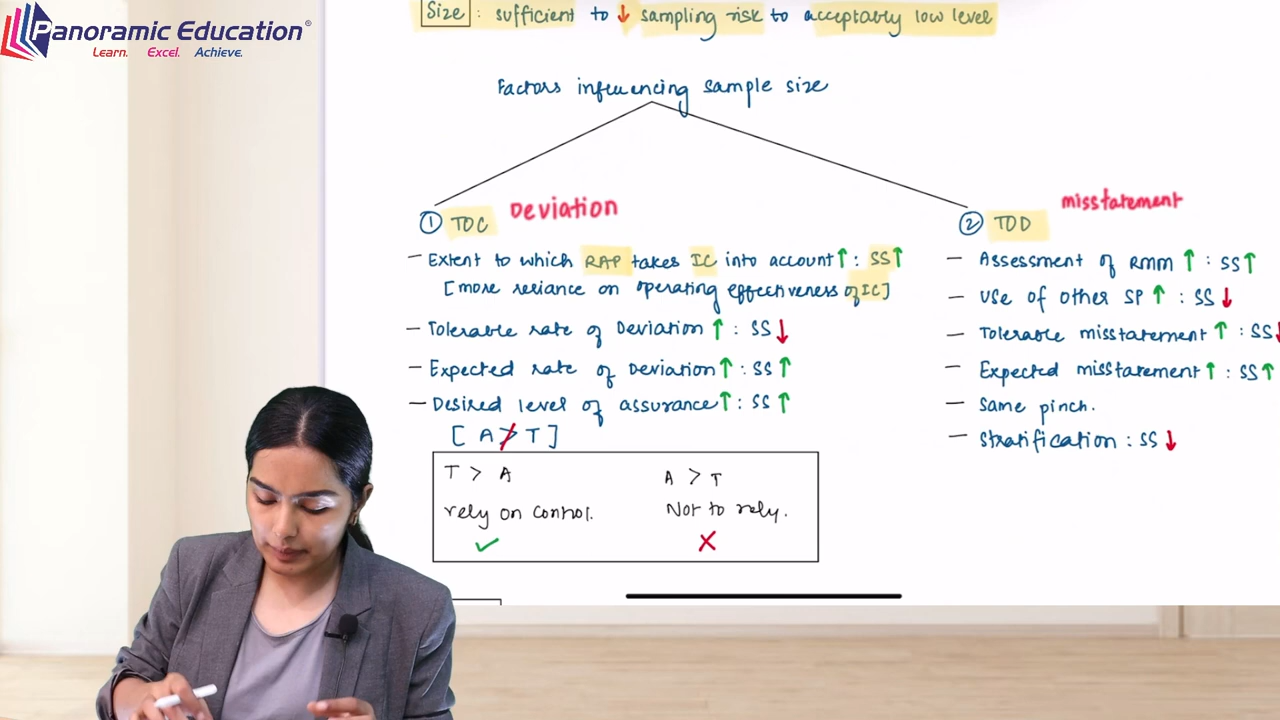 Panoramic Education®
Learn. Excel. Achieve.
Size : sufficient to ↓ sampling risk to acceptably low level
Factors influencing sample size
① TOC Deviation
– Extent to which RAP takes IC into account ↑ : SS ↑
[more reliance on operating effectiveness of IC]
– Tolerable rate of Deviation ↑ : SS ↓
– Expected rate of Deviation ↑ : SS ↑
– Desired level of assurance ↑ : SS ↑
[ A > T ]
T > A
rely on control.
✓
A > T
Not to rely.
✗
② TOD misstatement
– Assessment of RMM ↑ : SS ↑
– Use of other SP ↑ : SS ↓
– Tolerable misstatement ↑ : SS ↓
– Expected misstatement ↑ : SS ↑
– Same pinch.
– Stratification : SS ↓